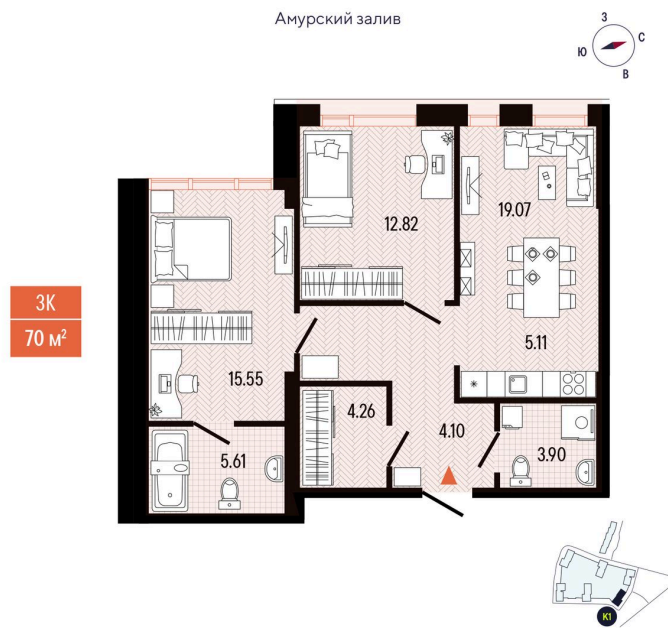 Амурский залив
З
С
Ю
В
12.82
19.07
3К
70 м²
5.11
15.55
4.26
4.10
3.90
5.61
К1